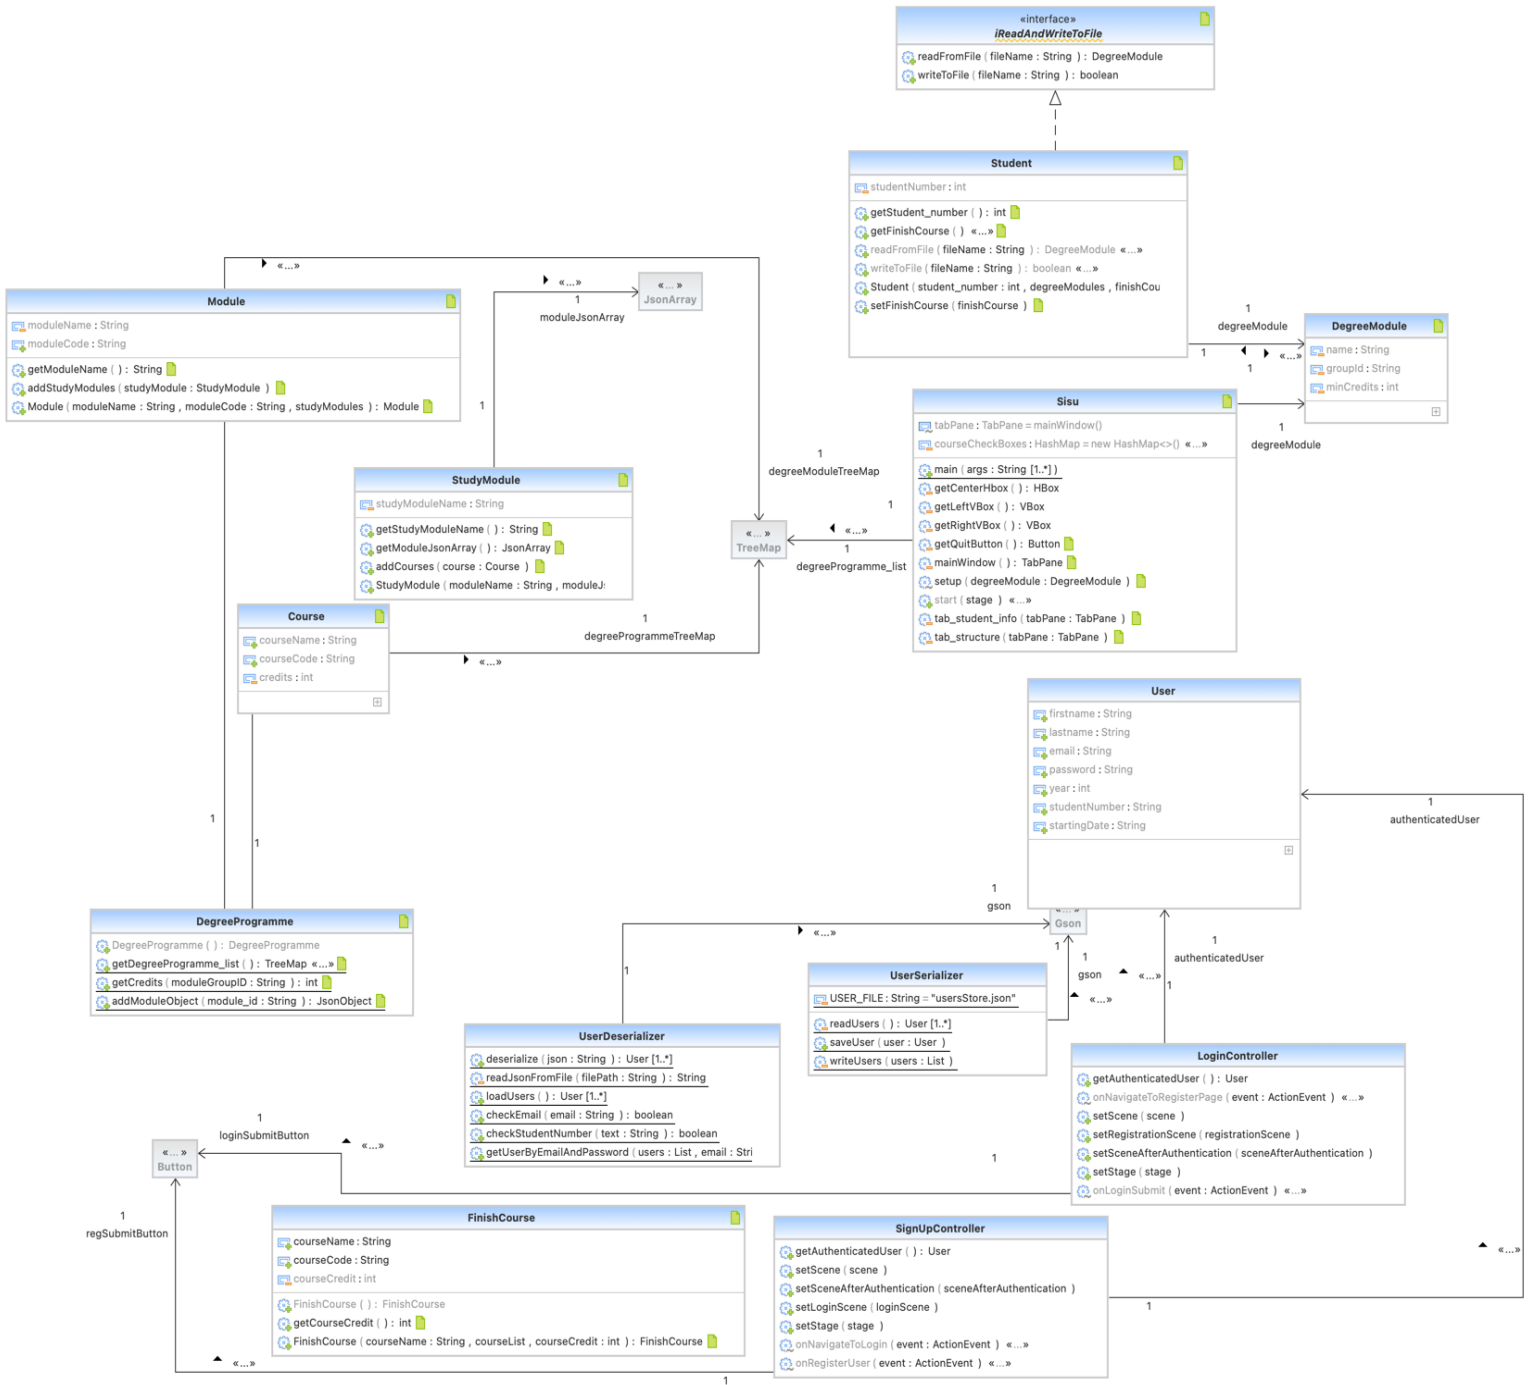 «interface»
iReadAndWriteToFile
readFromFile ( fileName : String ) : DegreeModule
writeToFile ( fileName : String ) : boolean
Student
studentNumber : int
getStudent_number ( ) : int
getFinishCourse ( ) «...»
readFromFile ( fileName : String ) : DegreeModule «...»
writeToFile ( fileName : String ) : boolean «...»
Student ( student_number : int , degreeModules , finishCou
setFinishCourse ( finishCourse )
1
degreeModule
1
«...»
1
DegreeModule
name : String
groupId : String
minCredits : int
«...»
Module
moduleName : String
moduleCode : String
getModuleName ( ) : String
addStudyModules ( studyModule : StudyModule )
Module ( moduleName : String , moduleCode : String , studyModules ) : Module
«...»
1
moduleJsonArray
«... »
JsonArray
1
Sisu
tabPane : TabPane = mainWindow()
courseCheckBoxes : HashMap = new HashMap<>() «...»
main ( args : String [1..*] )
getCenterHbox ( ) : HBox
getLeftVBox ( ) : VBox
getRightVBox ( ) : VBox
getQuitButton ( ) : Button
mainWindow ( ) : TabPane
setup ( degreeModule : DegreeModule )
start ( stage ) «...»
tab_student_info ( tabPane : TabPane )
tab_structure ( tabPane : TabPane )
1
degreeModule
1
degreeModuleTreeMap
StudyModule
studyModuleName : String
getStudyModuleName ( ) : String
getModuleJsonArray ( ) : JsonArray
addCourses ( course : Course )
StudyModule ( moduleName : String , moduleJ:
1
«...»
«... »
TreeMap
1
degreeProgramme_list
Course
courseName : String
courseCode : String
credits : int
1
degreeProgrammeTreeMap
«...»
User
firstname : String
lastname : String
email : String
password : String
year : int
studentNumber : String
startingDate : String
1
authenticatedUser
1
1
DegreeProgramme
DegreeProgramme ( ) : DegreeProgramme
getDegreeProgramme_list ( ) : TreeMap «...»
getCredits ( moduleGroupID : String ) : int
addModuleObject ( module_id : String ) : JsonObject
1
gson
«... »
Gson
«...»
1
1
1
gson
«...»
«...»
1
authenticatedUser
1
UserSerializer
USER_FILE : String = "usersStore.json"
readUsers ( ) : User [1..*]
saveUser ( user : User )
writeUsers ( users : List )
UserDeserializer
deserialize ( json : String ) : User [1..*]
readJsonFromFile ( filePath : String ) : String
loadUsers ( ) : User [1..*]
checkEmail ( email : String ) : boolean
checkStudentNumber ( text : String ) : boolean
getUserByEmailAndPassword ( users : List , email : Stri
LoginController
getAuthenticatedUser ( ) : User
onNavigateToRegisterPage ( event : ActionEvent ) «...»
setScene ( scene )
setRegistrationScene ( registrationScene )
setSceneAfterAuthentication ( sceneAfterAuthentication )
setStage ( stage )
onLoginSubmit ( event : ActionEvent ) «...»
1
loginSubmitButton
«...»
1
«... »
Button
1
regSubmitButton
FinishCourse
courseName : String
courseCode : String
courseCredit : int
FinishCourse ( ) : FinishCourse
getCourseCredit ( ) : int
FinishCourse ( courseName : String , courseList , courseCredit : int ) : FinishCourse
SignUpController
getAuthenticatedUser ( ) : User
setScene ( scene )
setSceneAfterAuthentication ( sceneAfterAuthentication )
setLoginScene ( loginScene )
setStage ( stage )
onNavigateToLogin ( event : ActionEvent ) «...»
onRegisterUser ( event : ActionEvent ) «...»
«...»
1
«...»
1